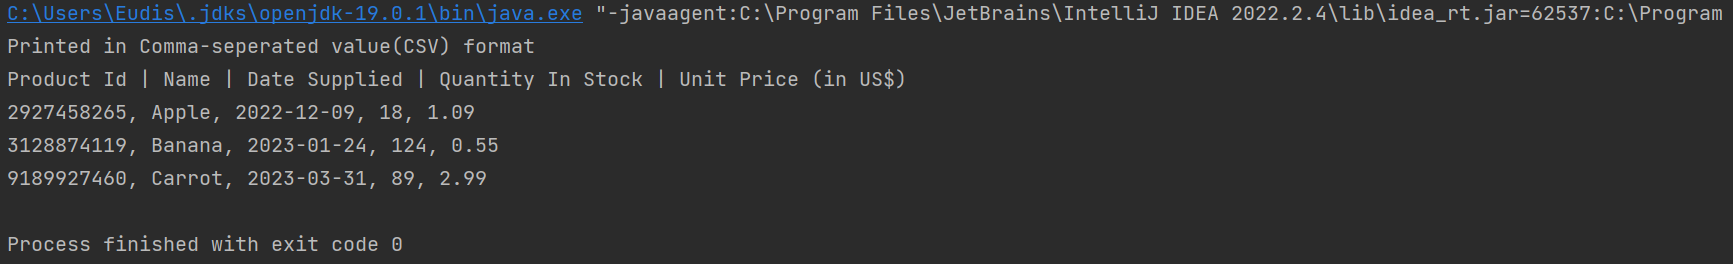 C:\Users\Eudis\.jdks\openjdk-19.0.1\bin\java.exe "-javaagent:C:\Program Files\JetBrains\IntelliJ IDEA 2022.2.4\lib\idea_rt.jar=62537:C:\Program
Printed in Comma-seperated value(CSV) format
Product Id | Name | Date Supplied | Quantity In Stock | Unit Price (in US$)
2927458265, Apple, 2022-12-09, 18, 1.09
3128874119, Banana, 2023-01-24, 124, 0.55
9189927460, Carrot, 2023-03-31, 89, 2.99
Process finished with exit code 0